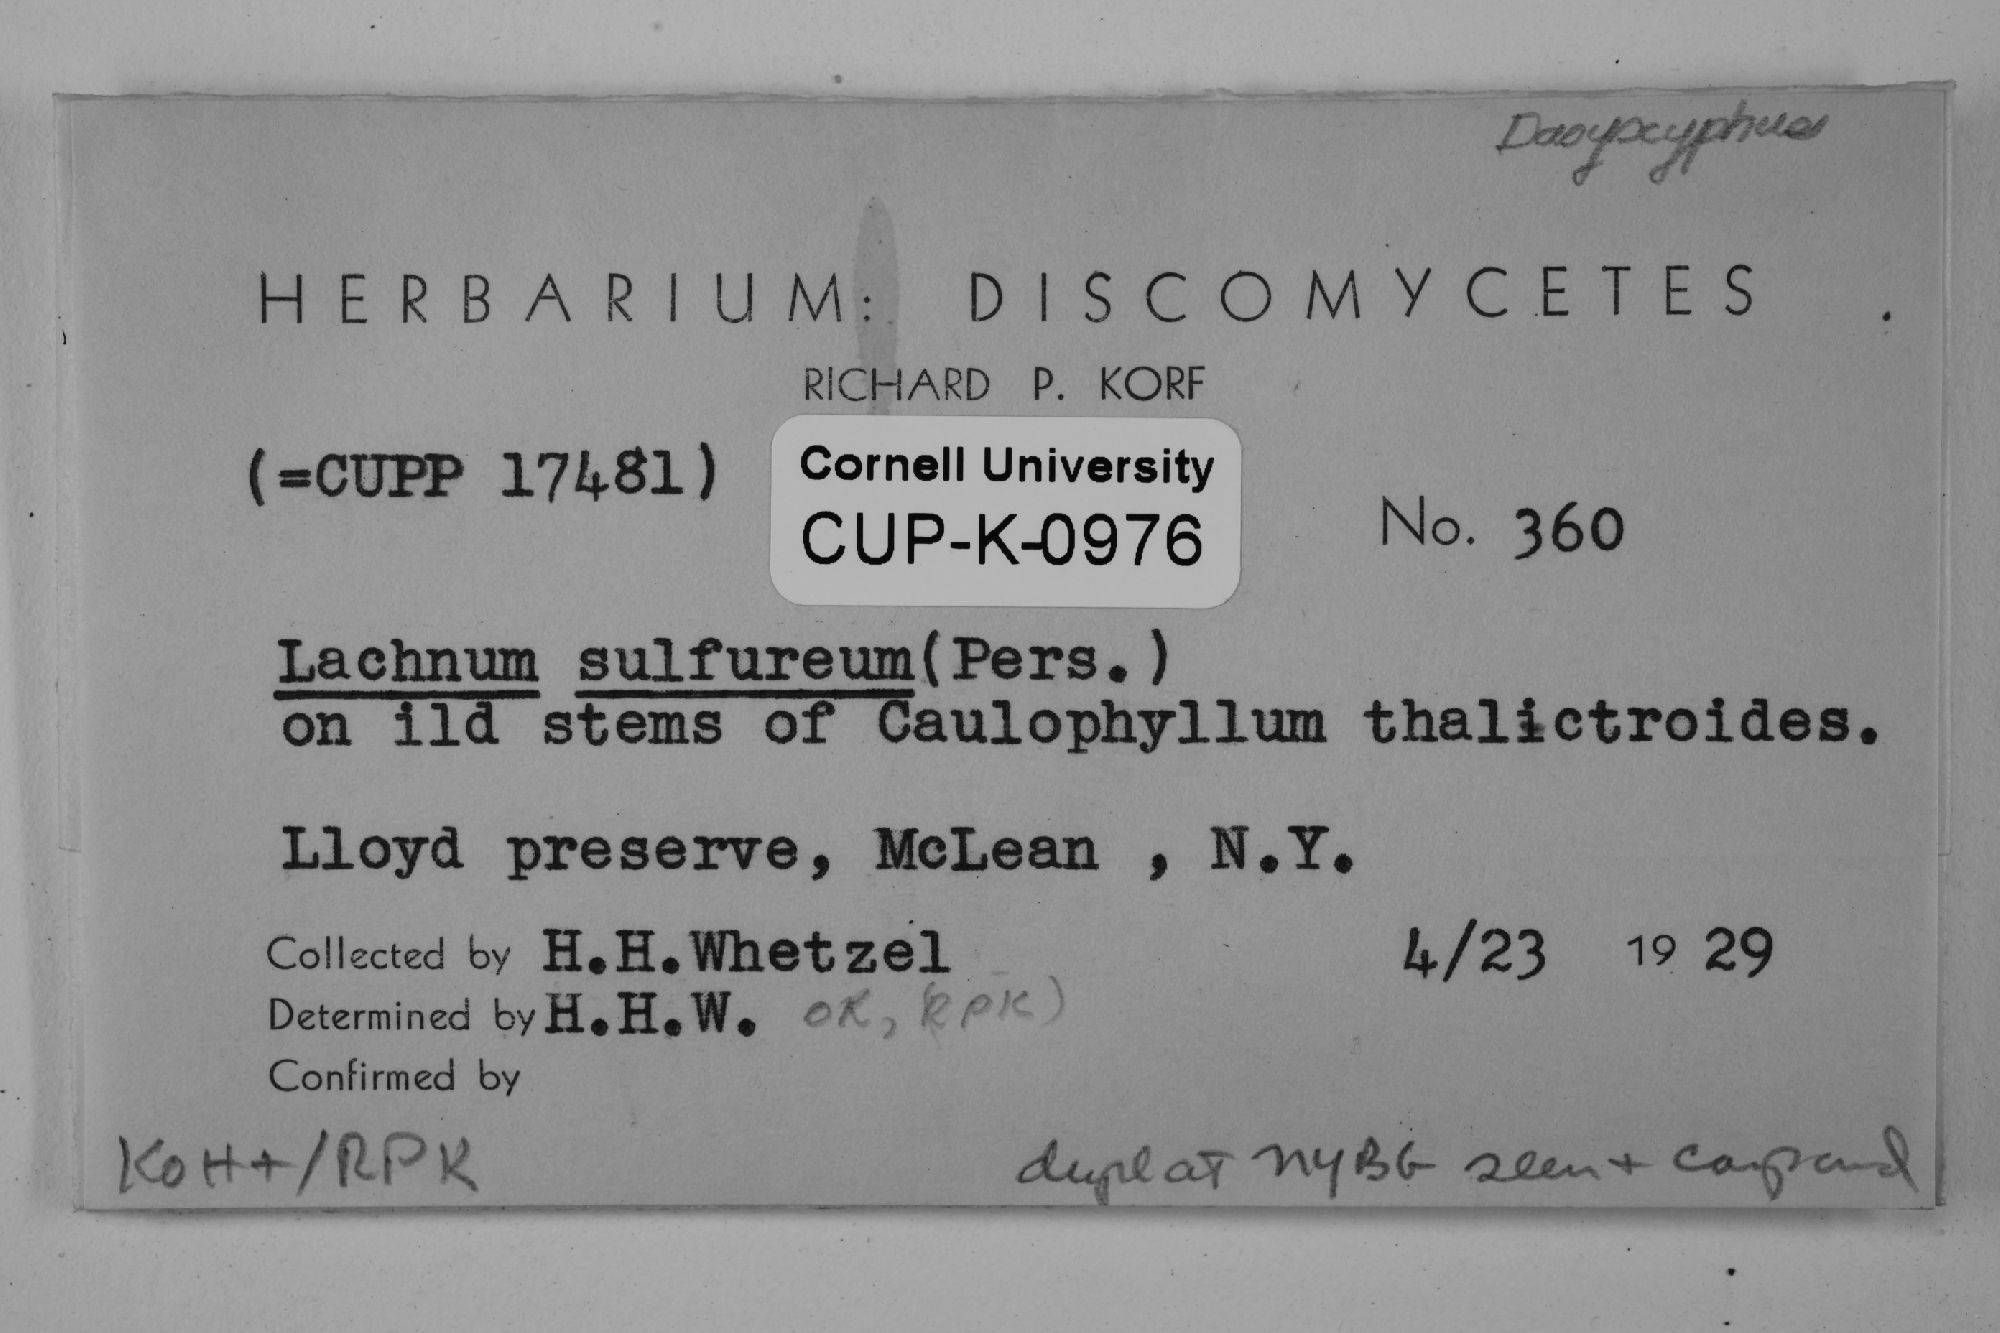 Dasyscyphus
HERBARIUM: DISCOMYCETES
RICHARD P. KORF
(=CUPP 17481)
Cornell University
CUP-K-0976
No. 360
Lachnum sulfureum(Pers.)
on ild stems of Caulophyllum thalictroides.
Lloyd preserve, McLean , N.Y.
Collected by H.H.Whetzel 4/23 1929
Determined by H.H.W. OK, (RPK)
Confirmed by
KOH+/RPK
dupl at NYBG seen + compared